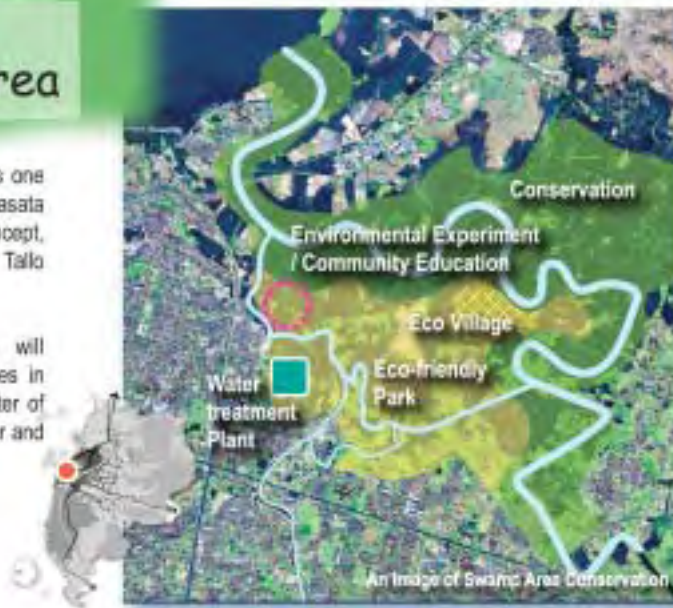 rea
s one
asata
cept,
Tallo
will
es in
ter of
r and
Conservation
Environmental Experiment
/ Community Education
Eco Village
Eco-friendly
Park
Water
treatment
Plant
An Image of Swamp Area Conservation